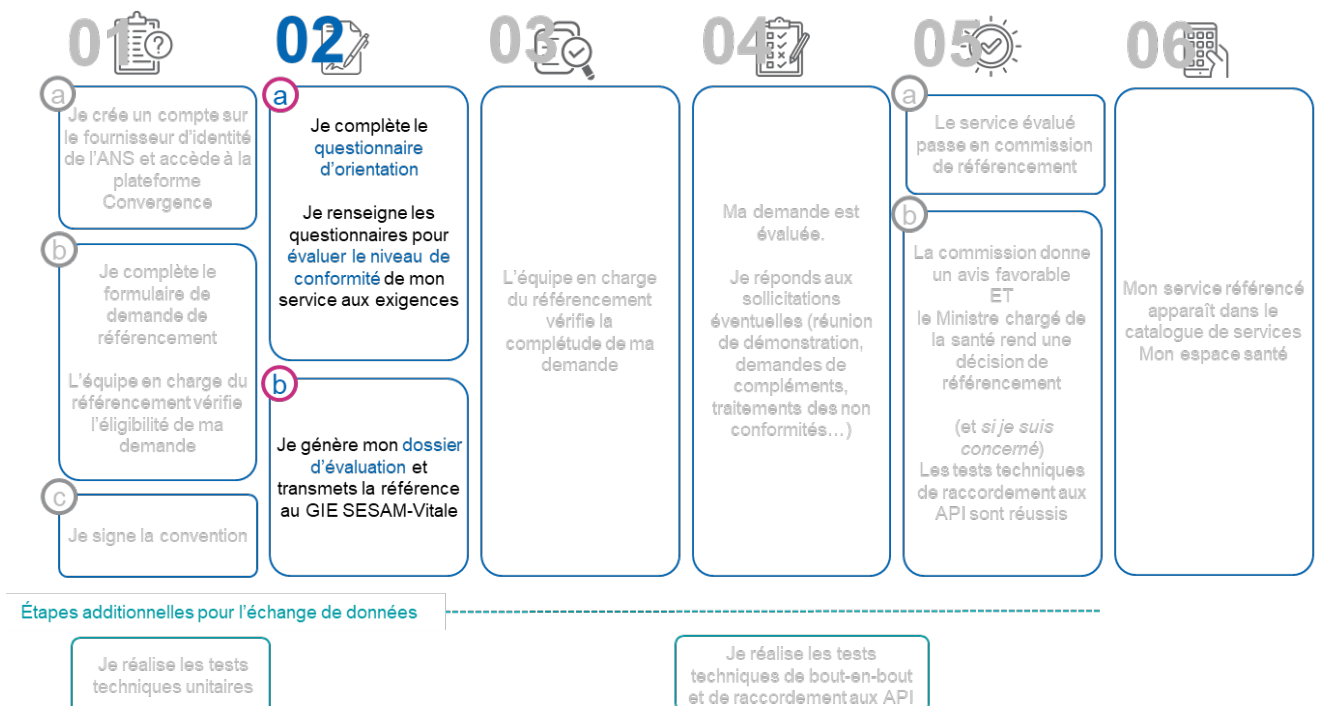 01
02
03
04
05
06
a
Je crée un compte sur
le fournisseur d'identité
de l'ANS et accède à la
plateforme
Convergence
b
Je complète le
formulaire de
demande de
référencement
L'équipe en charge du
référencement vérifie
l'éligibilité de ma
demande
c
Je signe la convention
a
Je complète le
questionnaire
d'orientation
Je renseigne les
questionnaires pour
évaluer le niveau de
conformité de mon
service aux exigences
b
Je génère mon dossier
d'évaluation et
transmets la référence
au GIE SESAM-Vitale
L'équipe en charge
du référencement
vérifie la
complétude de ma
demande
Ma demande est
évaluée.
Je réponds aux
sollicitations
éventuelles (réunion
de démonstration,
demandes de
compléments,
traitements des non
conformités…)
a
Le service évalué
passe en commission
de référencement
b
La commission donne
un avis favorable
ET
le Ministre chargé de
la santé rend une
décision de
référencement
(et si je suis
concerné)
Les tests techniques
de raccordement aux
API sont réussis
Mon service référencé
apparaît dans le
catalogue de services
Mon espace santé
Étapes additionnelles pour l'échange de données
Je réalise les tests
techniques unitaires
Je réalise les tests
techniques de bout-en-bout
et de raccordement aux API